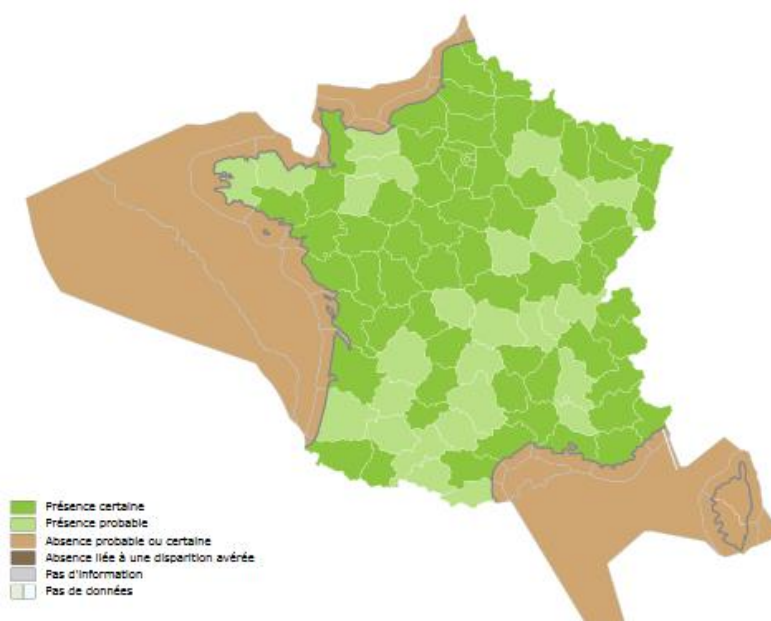 Présence certaine
Présence probable
Absence probable ou certaine
Absence liée à une disparition avérée
Pas d'information
Pas de données